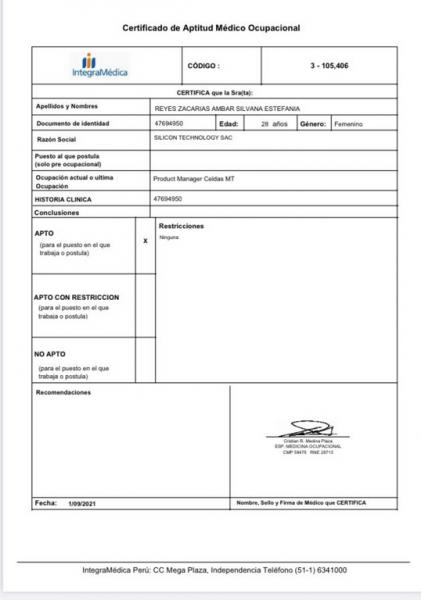 Certificado de Aptitud Médico Ocupacional
IntegraMédica
CÓDIGO :
3 - 105,406
CERTIFICA que la Sra(ta):
Apellidos y Nombres
REYES ZACARIAS AMBAR SILVANA ESTEFANIA
Documento de identidad
47694950
Edad:
28 años
Género:
Femenino
Razón Social
SILICON TECHNOLOGY SAC
Puesto al que postula
(solo pre ocupacional)
Ocupación actual o ultima
Ocupación
Product Manager Celdas MT
HISTORIA CLINICA
47694950
Conclusiones
APTO
(para el puesto en el que
trabaja o postula)
X
Restricciones
Ninguna
APTO CON RESTRICCION
(para el puesto en el que
trabaja o postula)
NO APTO
(para el puesto en el que
trabaja o postula)
Recomendaciones
Cristian R. Medina Plaza
ESP. MEDICINA OCUPACIONAL
CMP 59475 RNE 28713
Fecha:
1/09/2021
Nombre, Sello y Firma de Médico que CERTIFICA
IntegraMédica Perú: CC Mega Plaza, Independencia Teléfono (51-1) 6341000